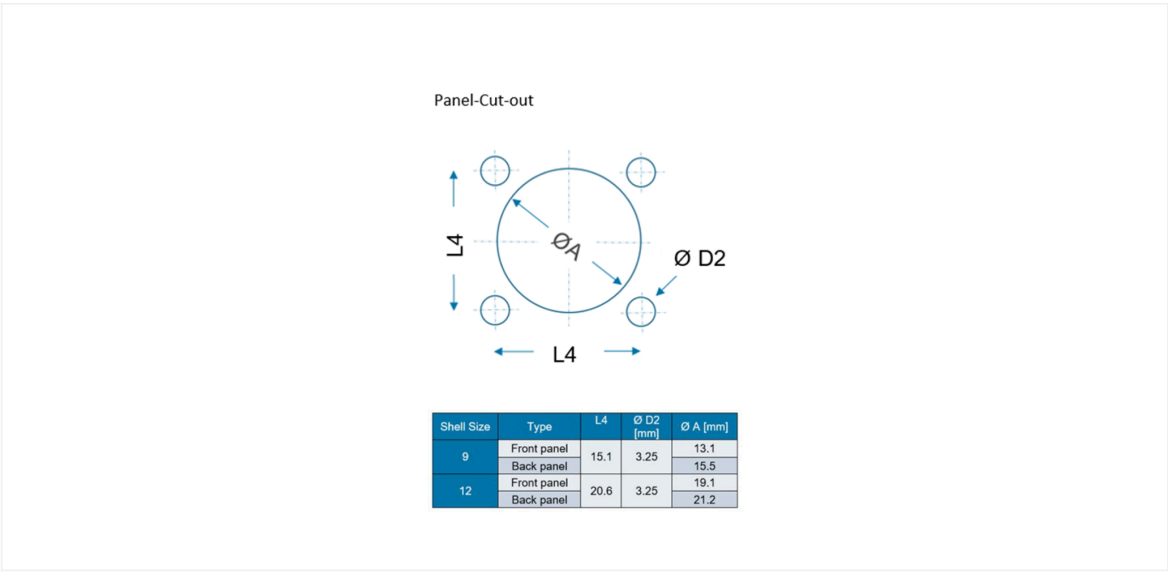 Panel-Cut-out
L4
ØA
Ø D2
L4
Shell Size Type L4 Ø D2 [mm] Ø A [mm]
9 Front panel 15.1 3.25 13.1
Back panel 15.5
12 Front panel 20.6 3.25 19.1
Back panel 21.2